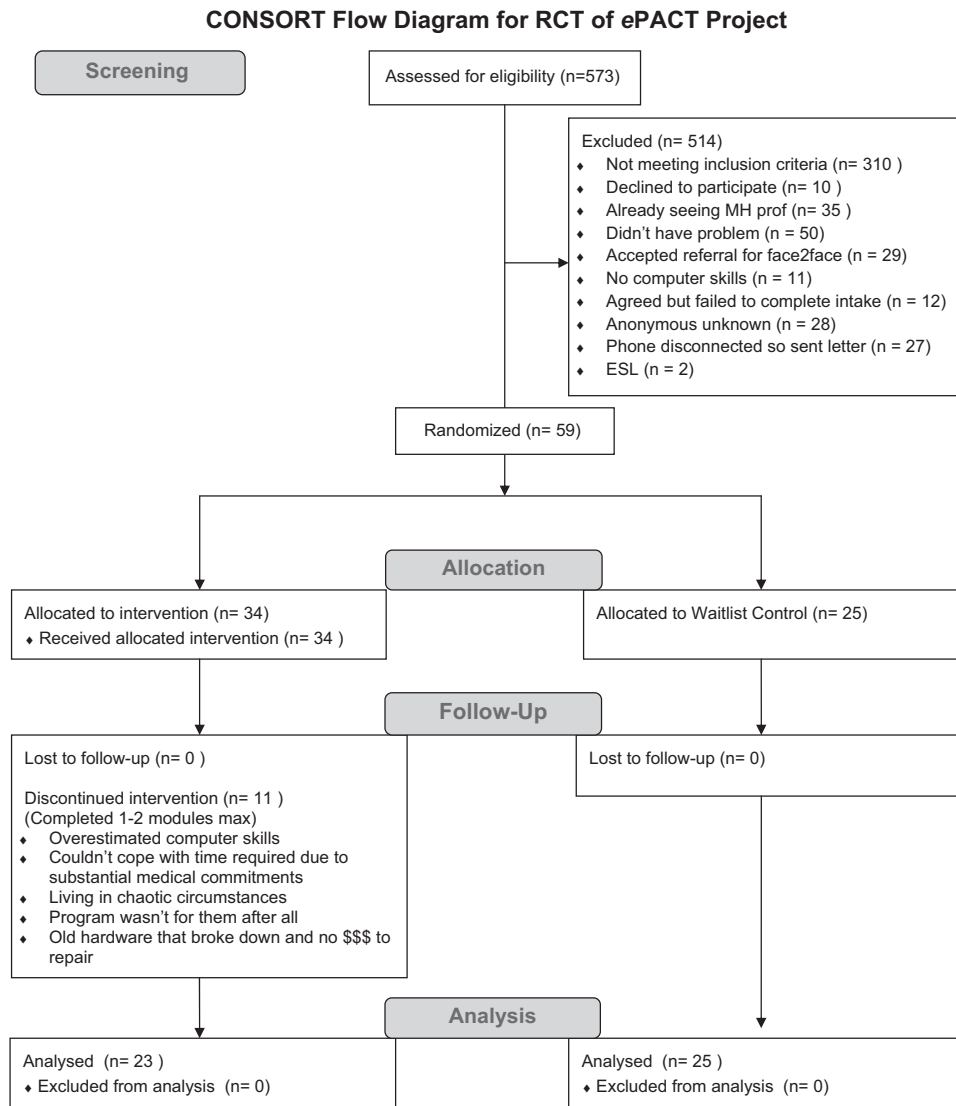 CONSORT Flow Diagram for RCT of ePACT Project
Screening
Assessed for eligibility (n=573)
Excluded (n= 514)
♦ Not meeting inclusion criteria (n= 310 )
♦ Declined to participate (n= 10 )
♦ Already seeing MH prof (n= 35 )
♦ Didn't have problem (n = 50)
♦ Accepted referral for face2face (n = 29)
♦ No computer skills (n = 11)
♦ Agreed but failed to complete intake (n = 12)
♦ Anonymous unknown (n = 28)
♦ Phone disconnected so sent letter (n = 27)
♦ ESL (n = 2)
Randomized (n= 59)
Allocation
Allocated to intervention (n= 34)
♦ Received allocated intervention (n= 34 )
Allocated to Waitlist Control (n = 25)
Follow-Up
Lost to follow-up (n= 0 )
Discontinued intervention (n= 11 )
(Completed 1-2 modules max)
♦ Overestimated computer skills
♦ Couldn't cope with time required due to
substantial medical commitments
♦ Living in chaotic circumstances
♦ Program wasn't for them after all
♦ Old hardware that broke down and no $$$ to
repair
Lost to follow-up (n= 0)
Analysis
Analysed (n= 23 )
♦ Excluded from analysis (n= 0)
Analysed (n= 25 )
♦ Excluded from analysis (n= 0)